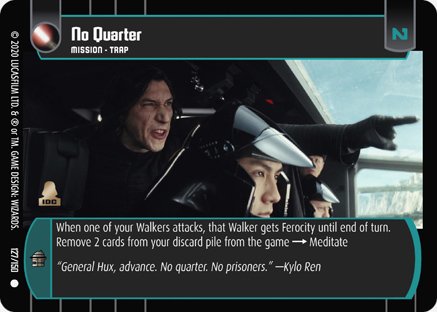 No Quarter
MISSION - TRAP
N
© 2020 LUCASFILM LTD. & ® or TM. GAME DESIGN: WIZARDS.
IDC
127/150
When one of your Walkers attacks, that Walker gets Ferocity until end of turn.
Remove 2 cards from your discard pile from the game → Meditate
“General Hux, advance. No quarter. No prisoners.” —Kylo Ren